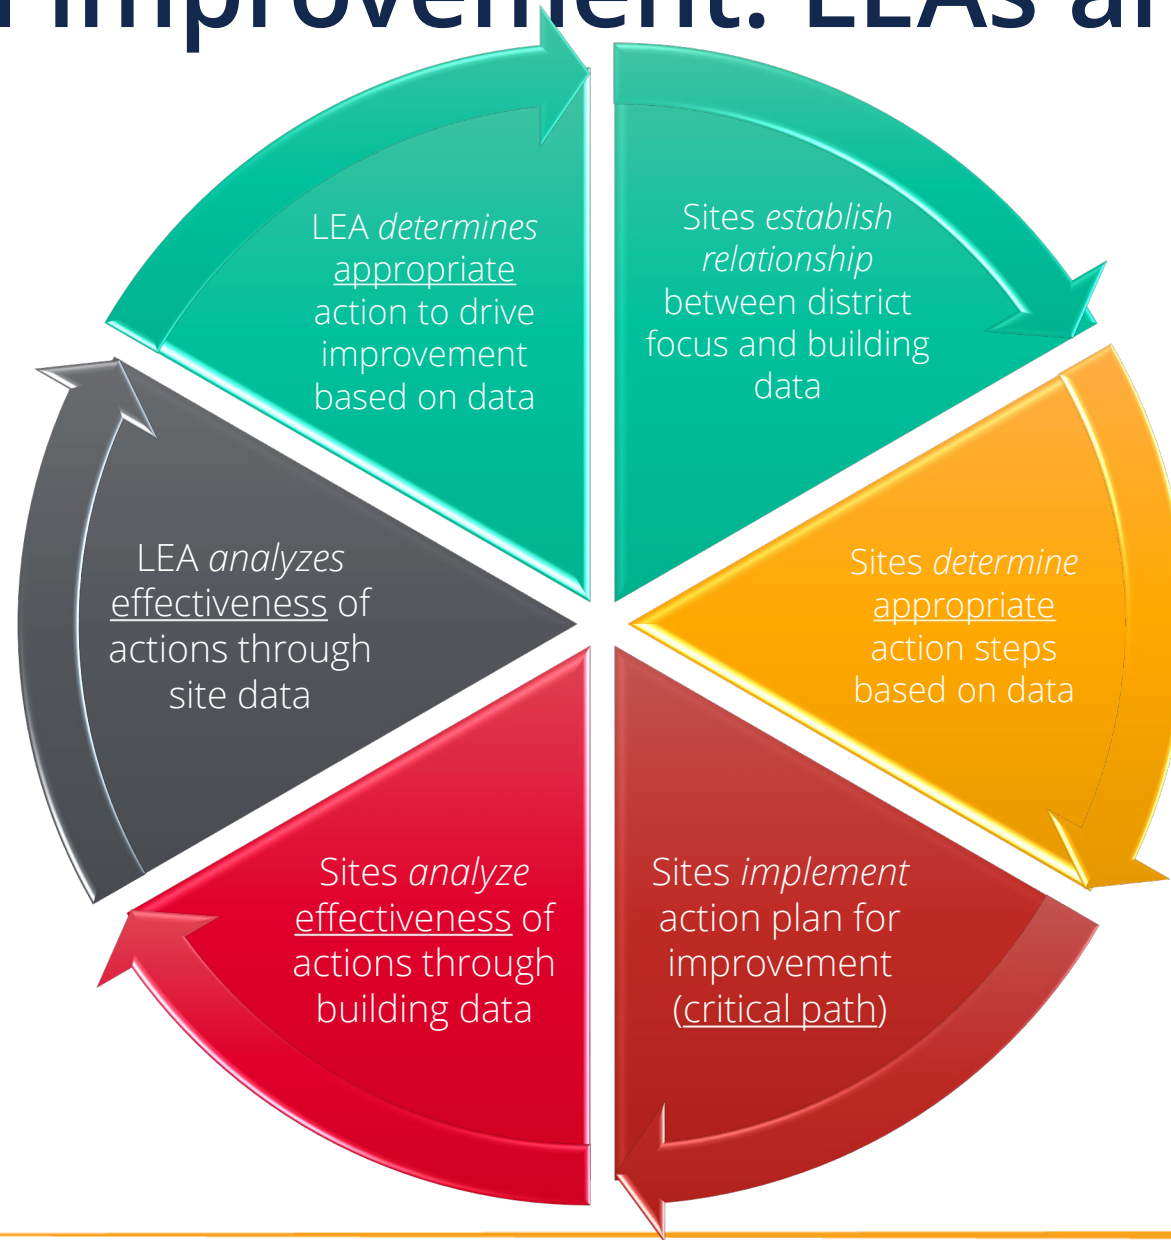 improvement: LEAs
LEA determines
appropriate
action to drive
improvement
based on data
Sites establish
relationship
between district
focus and building
data
Sites determine
appropriate
action steps
based on data
Sites implement
action plan for
improvement
(critical path)
Sites analyze
effectiveness of
actions through
building data
LEA analyzes
effectiveness of
actions through
site data